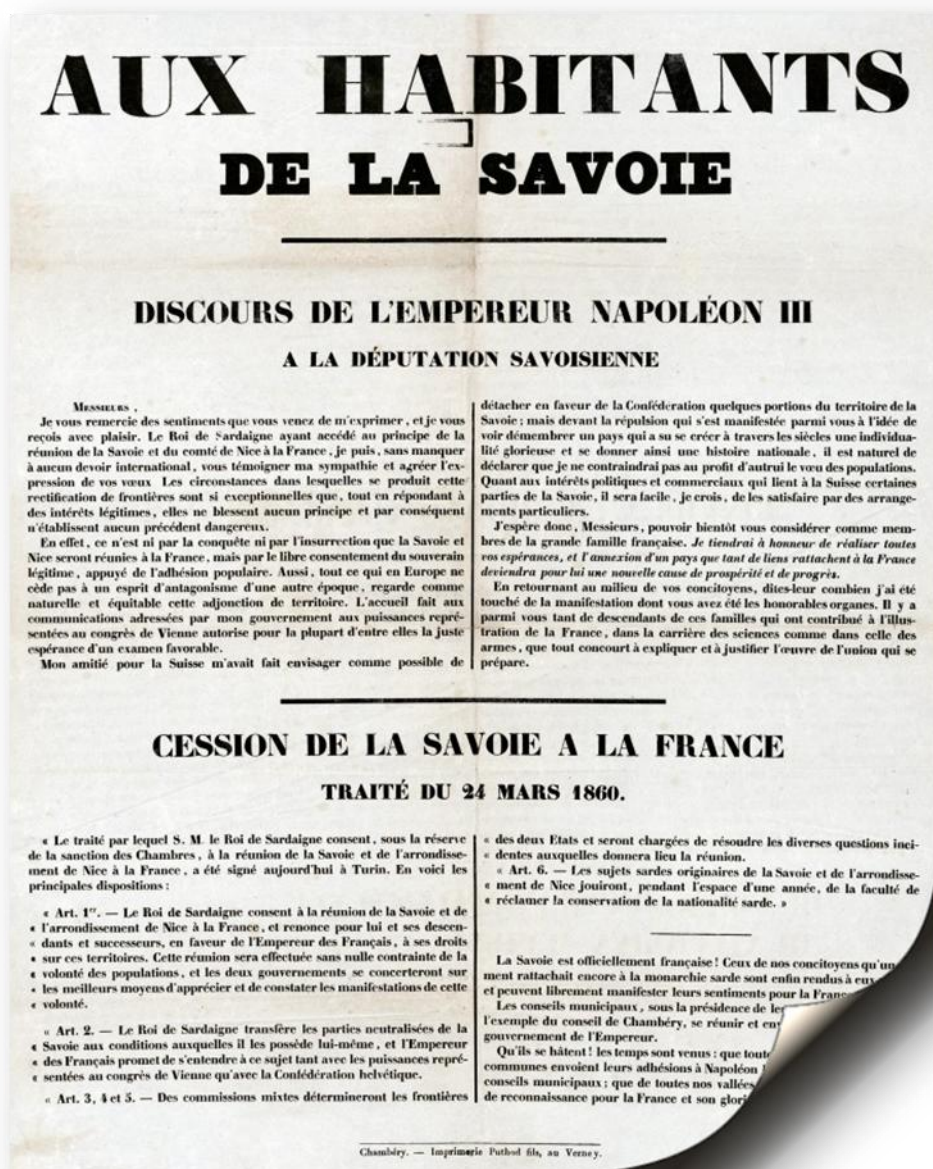 AUX HABITANTS
DE LA SAVOIE
DISCOURS DE L'EMPEREUR NAPOLÉON III
A LA DÉPUTATION SAVOISIENNE
MESSIEURS,
Je vous remercie des sentiments que vous venez de m'exprimer, et je vous
reçois avec plaisir. Le Roi de Sardaigne ayant accédé au principe de la
réunion de la Savoie et du comté de Nice à la France, je puis, sans manquer
à aucun devoir international, vous témoigner ma sympathie et agréer l'ex-
pression de vos vœux Les circonstances dans lesquelles se produit cette
rectification de frontières sont si exceptionnelles que, tout en répondant à
des intérêts légitimes, elles ne blessent aucun principe et par conséquent
n'établissent aucun précédent dangereux.
En effet, ce n'est ni par la conquête ni par l'insurrection que la Savoie et
Nice seront réunies à la France, mais par le libre consentement du souverain
légitime, appuyé de l'adhésion populaire. Aussi, tout ce qui en Europe ne
cède pas à un esprit d'antagonisme d'une autre époque, regarde comme
naturelle et équitable cette adjonction de territoire. L'accueil fait aux
communications adressées par mon gouvernement aux puissances repré-
sentées au congrès de Vienne autorise pour la plupart d'entre elles la juste
espérance d'un examen favorable.
Mon amitié pour la Suisse m'avait fait envisager comme possible de
détacher en faveur de la Confédération quelques portions du territoire de la
Savoie; mais devant la répulsion qui s'est manifestée parmi vous à l'idée de
voir démembrer un pays qui a su se créer à travers les siècles une individua-
lité glorieuse et se donner ainsi une histoire nationale, il est naturel de
déclarer que je ne contraindrai pas au profit d'autrui le vœu des populations.
Quant aux intérêts politiques et commerciaux qui lient à la Suisse certaines
parties de la Savoie, il sera facile, je crois, de les satisfaire par des arrange-
ments particuliers.
J'espère donc, Messieurs, pouvoir bientôt vous considérer comme mem-
bres de la grande famille française. Je tiendrai à honneur de réaliser toutes
vos espérances, et l'annexion d'un pays que tant de liens rattachent à la France
deviendra pour lui une nouvelle cause de prospérité et de progrès.
En retournant au milieu de vos concitoyens, dites-leur combien j'ai été
touché de la manifestation dont vous avez été les honorables organes. Il y a
parmi vous tant de descendants de ces familles qui ont contribué à l'illus-
tration de la France, dans la carrière des sciences comme dans celle des
armes, que tout concourt à expliquer et à justifier l'œuvre de l'union qui se
prépare.
CESSION DE LA SAVOIE A LA FRANCE
TRAITÉ DU 24 MARS 1860.
« Le traité par lequel S. M. le Roi de Sardaigne consent, sous la réserve
de la sanction des Chambres, à la réunion de la Savoie et de l'arrondisse-
ment de Nice à la France, a été signé aujourd'hui à Turin. En voici les
principales dispositions:
« Art. 1er. — Le Roi de Sardaigne consent à la réunion de la Savoie et de
« l'arrondissement de Nice à la France, et renonce pour lui et ses descen-
« dants et successeurs, en faveur de l'Empereur des Français, à ses droits
« sur ces territoires. Cette réunion sera effectuée sans nulle contrainte de la
« volonté des populations, et les deux gouvernements se concerteront sur
« les meilleurs moyens d'apprécier et de constater les manifestations de cette
« volonté.
« Art. 2. — Le Roi de Sardaigne transfère les parties neutralisées de la
« Savoie aux conditions auxquelles il les possède lui-même, et l'Empereur
« des Français promet de s'entendre à ce sujet tant avec les puissances repré-
« sentées au congrès de Vienne qu'avec la Confédération helvétique.
« Art. 3, 4 et 5. — Des commissions mixtes détermineront les frontières
« des deux Etats et seront chargées de résoudre les diverses questions inci-
« dentes auxquelles donnera lieu la réunion.
« Art. 6. — Les sujets sardes originaires de la Savoie et de l'arrondisse-
« ment de Nice jouiront, pendant l'espace d'une année, de la faculté de
« réclamer la conservation de la nationalité sarde. »
La Savoie est officiellement française! Ceux de nos concitoyens qu'un
ment rattachait encore à la monarchie sarde sont enfin rendus à
et peuvent librement manifester leurs sentiments pour la
Les conseils municipaux, sous la présidence de
l'exemple du conseil de Chambéry, se réunir et
gouvernement de l'Empereur.
Qu'ils se hâtent! les temps sont venus: que
communes envoient leurs adhésions à Napoléon
conseils municipaux; que de toutes nos vallées
de reconnaissance pour la France et son
Chambéry. — Imprimerie Puthod fils, au Verney.